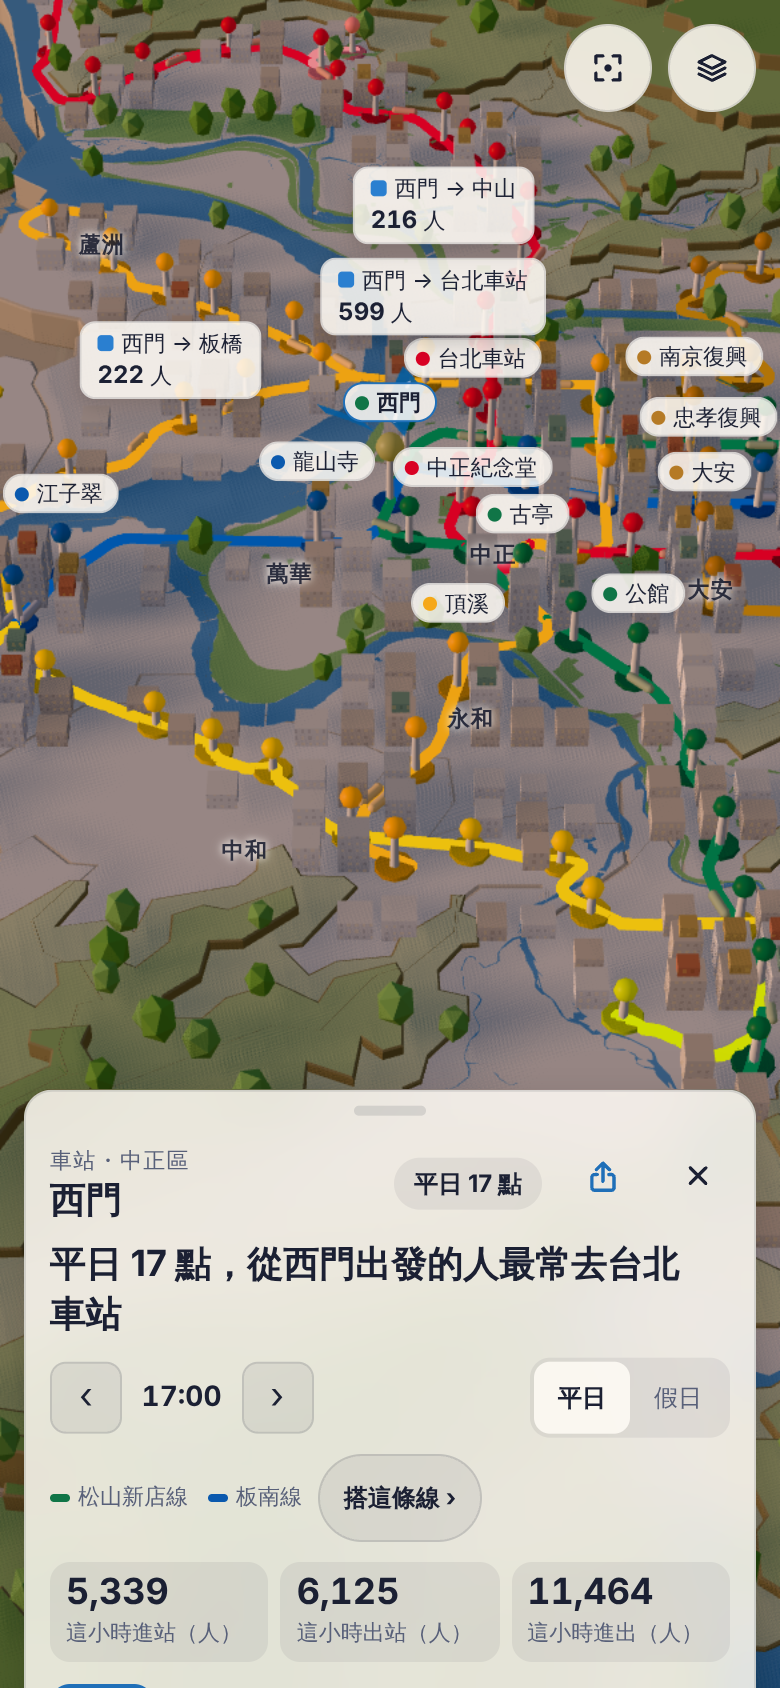 西門 → 中山
216 人
蘆洲
西門 → 台北車站
599 人
西門 → 板橋
222 人
台北車站
南京復興
西門
忠孝復興
龍山寺
中正紀念堂
大安
江子翠
古亭
中正
萬華
公館
大安
頂溪
永和
中和
車站・中正區
西門
平日 17 點
平日 17 點，從西門出發的人最常去台北
車站
‹ 17:00 ›
平日 假日
松山新店線 板南線 搭這條線 ›
5,339
這小時進站（人）
6,125
這小時出站（人）
11,464
這小時進出（人）